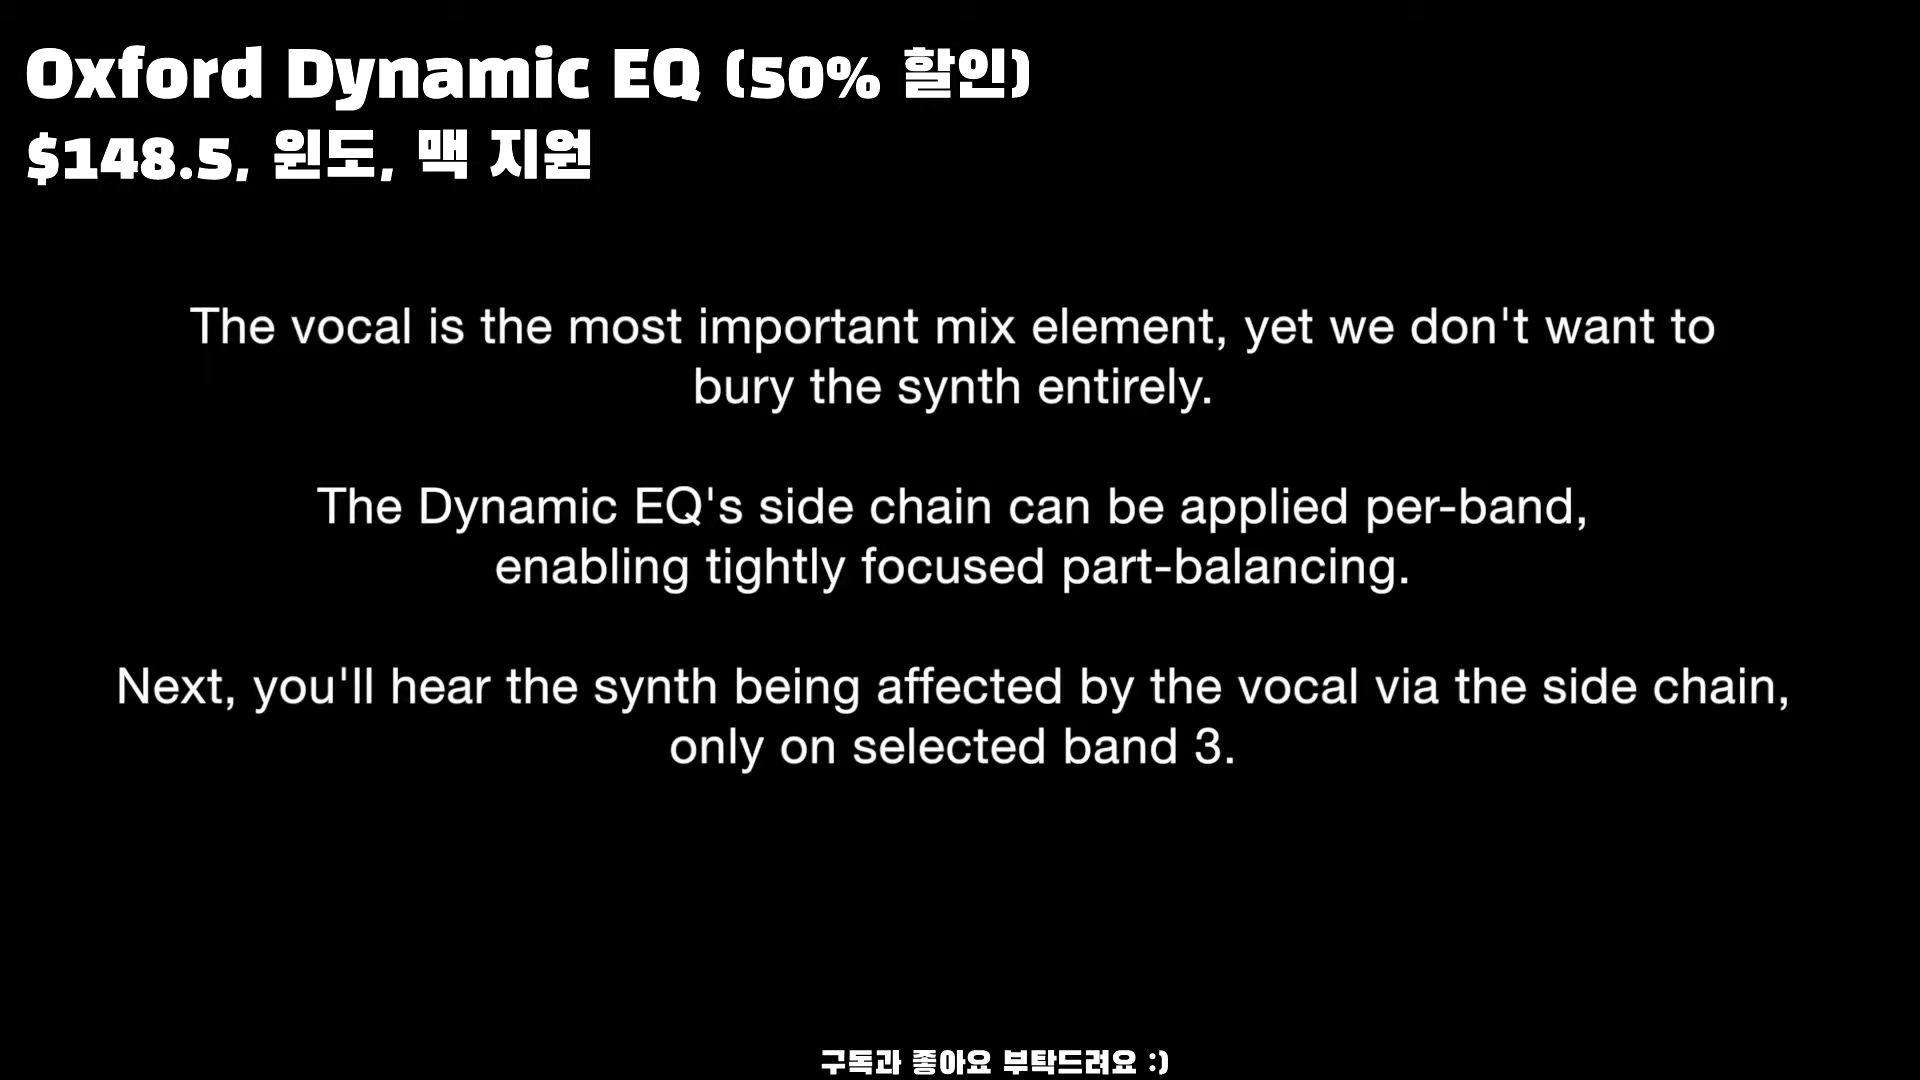 Oxford Dynamic EQ (50% 할인)
$148.5, 윈도, 맥 지원
The vocal is the most important mix element, yet we don't want to
bury the synth entirely.
The Dynamic EQ's side chain can be applied per-band,
enabling tightly focused part-balancing.
Next, you'll hear the synth being affected by the vocal via the side chain,
only on selected band 3.
구독과 좋아요 부탁드려요 :)